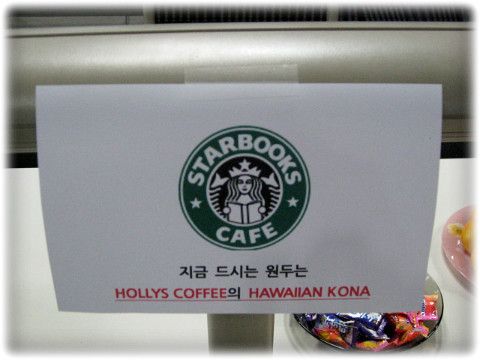 STARBOOKS
CAFE
지금 드시는 원두는
HOLLYS COFFEE의 HAWAIIAN KONA